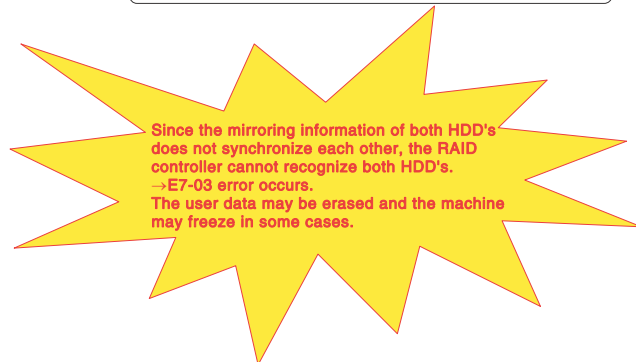 Since the mirroring information of both HDD's
does not synchronize each other, the RAID
controller cannot recognize both HDD's.
→E7-03 error occurs.
The user data may be erased and the machine
may freeze in some cases.